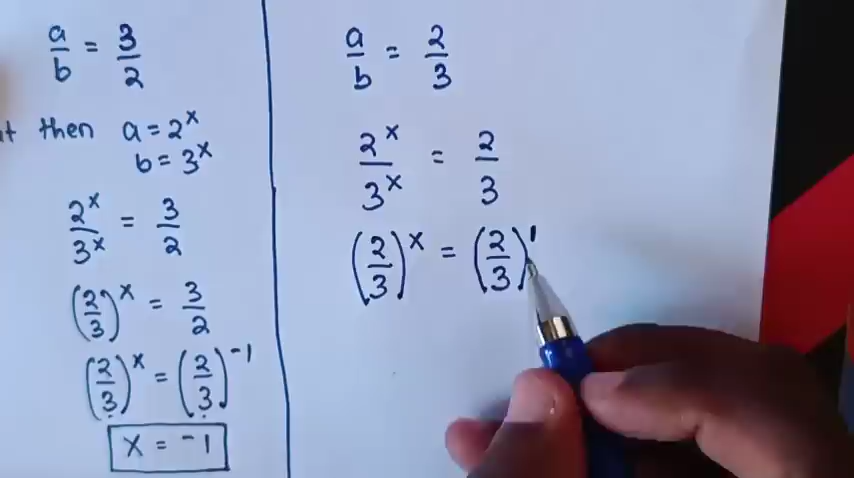 a/b = 3/2
then a = 2^x
b = 3^x
2^x/3^x = 3/2
(2/3)^x = 3/2
(2/3)^x = (2/3)^-1
x = -1
a/b = 2/3
2^x/3^x = 2/3
(2/3)^x = (2/3)^1